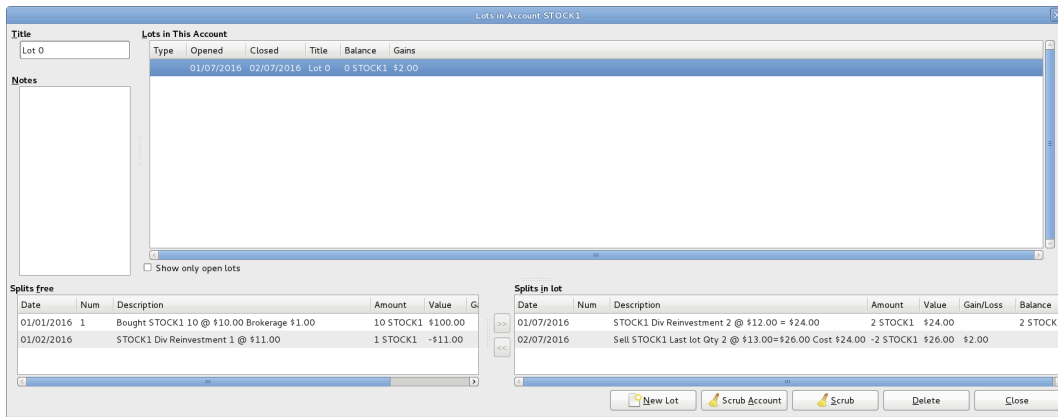 Lots in Account STOCK1
Title
Lot 0
Notes
Lots in This Account
Type Opened Closed Title Balance Gains
01/07/2016 02/07/2016 Lot 0 0 STOCK1 $2.00
Show only open lots
Splits free
Date Num Description Amount Value
01/01/2016 1 Bought STOCK1 10 @ $10.00 Brokerage $1.00 10 STOCK1 $100.00
01/02/2016 STOCK1 Div Reinvestment 1 @ $11.00 1 STOCK1 -$11.00
>>
<<
Splits in lot
Date Num Description Amount Value Gain/Loss Balance
01/07/2016 STOCK1 Div Reinvestment 2 @ $12.00 = $24.00 2 STOCK1 $24.00 2 STOCK
02/07/2016 Sell STOCK1 Last lot Qty 2 @ $13.00=$26.00 Cost $24.00 -2 STOCK1 $26.00 $2.00
New Lot Scrub Account Scrub Delete Close